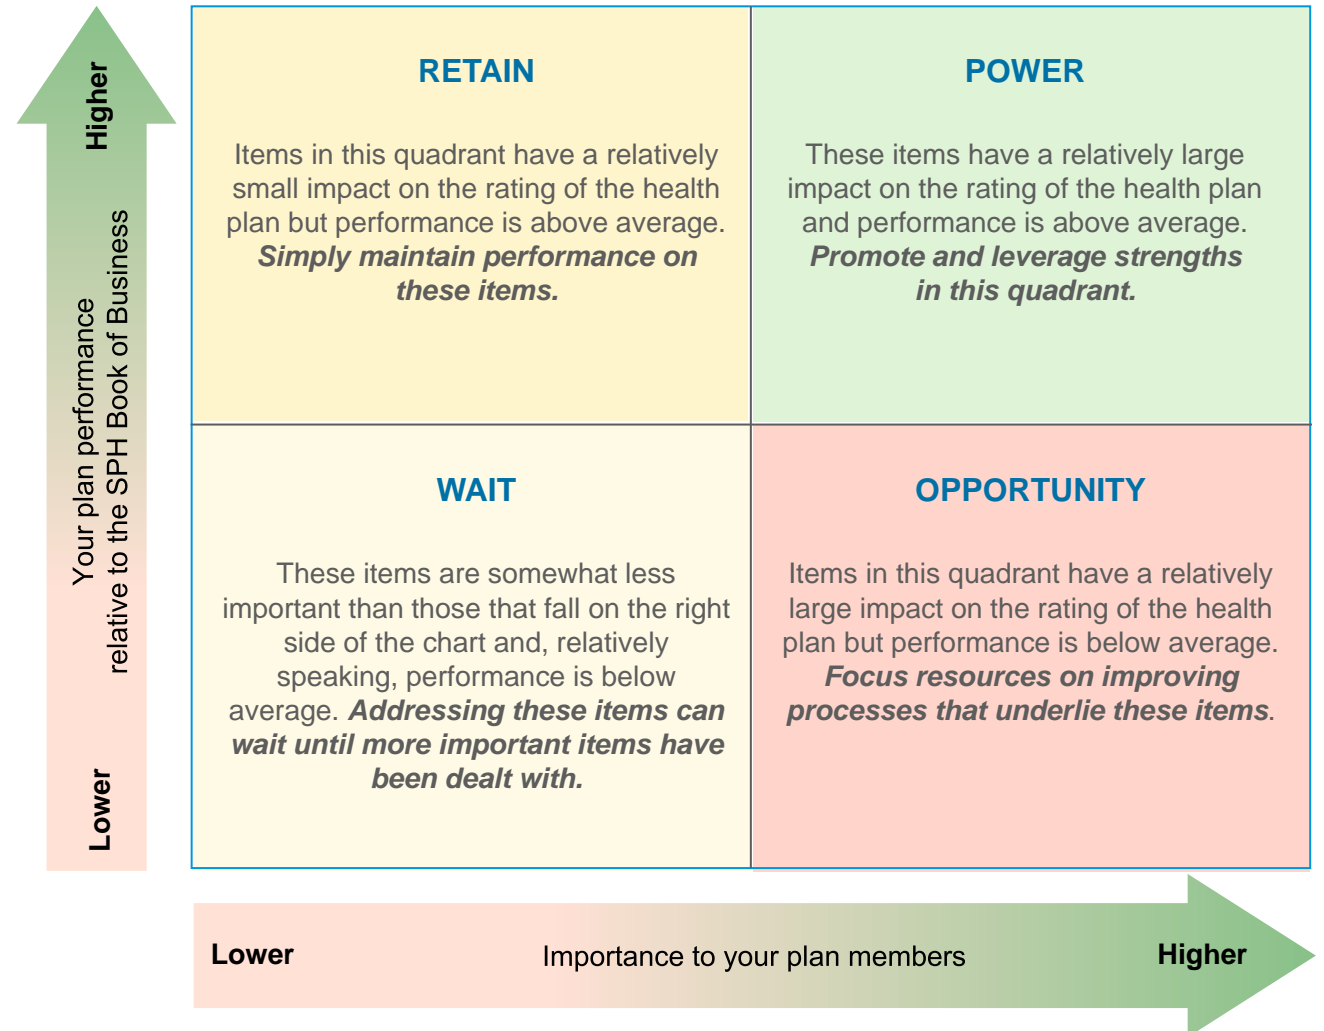 Higher
Your plan performance
relative to the SPH Book of Business
Lower
RETAIN
Items in this quadrant have a relatively
small impact on the rating of the health
plan but performance is above average.
Simply maintain performance on
these items.
POWER
These items have a relatively large
impact on the rating of the health plan
and performance is above average.
Promote and leverage strengths
in this quadrant.
WAIT
These items are somewhat less
important than those that fall on the right
side of the chart and, relatively
speaking, performance is below
average. Addressing these items can
wait until more important items have
been dealt with.
OPPORTUNITY
Items in this quadrant have a relatively
large impact on the rating of the health
plan but performance is below average.
Focus resources on improving
processes that underlie these items.
Lower
Importance to your plan members
Higher